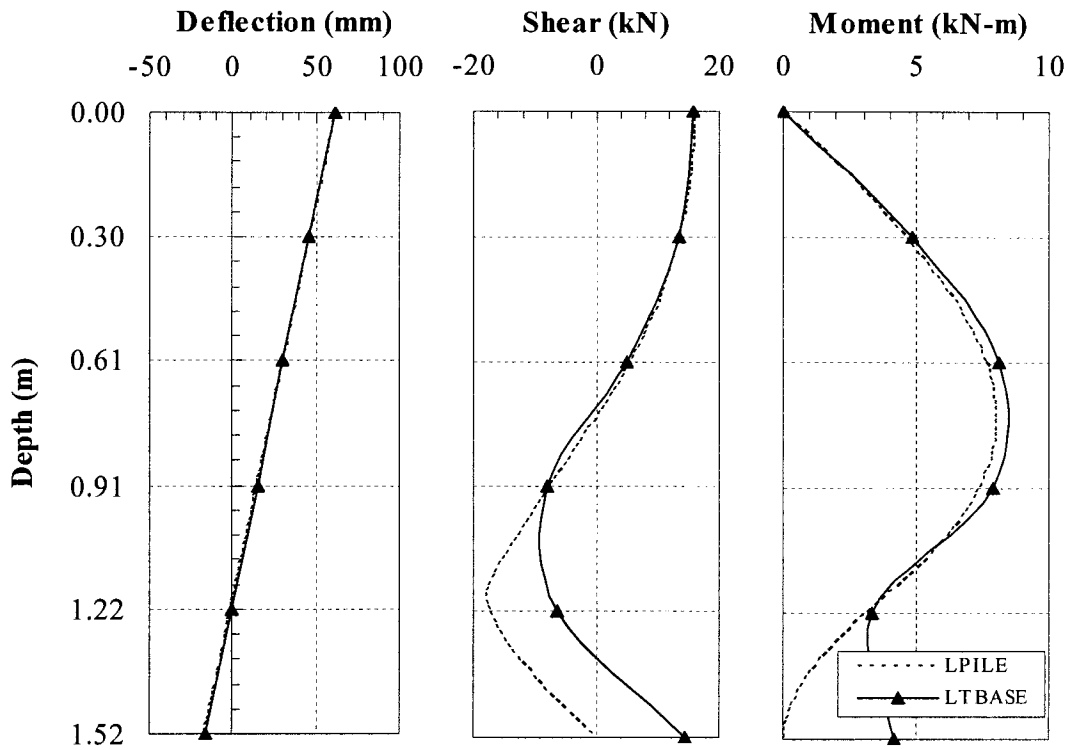 Deflection (mm)
Shear (kN)
Moment (kN-m)
-50 0 50 100
-20 0 20
0 5 10
0.00
0.30
0.61
0.91
1.22
1.52
Depth (m)
LPILE
LTBASE